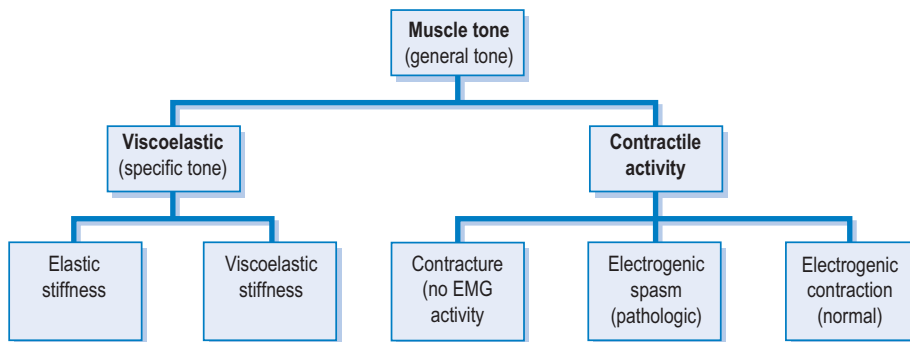 Muscle tone
(general tone)
Viscoelastic
(specific tone)
Contractile
activity
Elastic
stiffness
Viscoelastic
stiffness
Contracture
(no EMG
activity
Electrogenic
spasm
(pathologic)
Electrogenic
contraction
(normal)